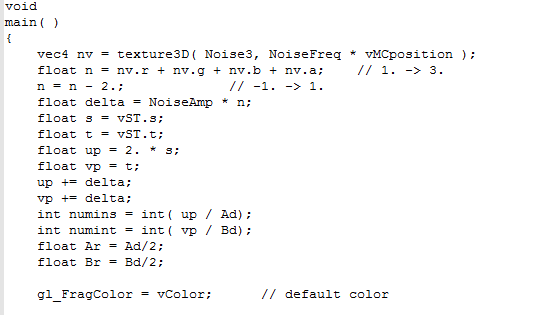 void
main( )
{
vec4 nv = texture3D( Noise3, NoiseFreq * vMCposition );
float n = nv.r + nv.g + nv.b + nv.a; // 1. -> 3.
n = n - 2.; // -1. -> 1.
float delta = NoiseAmp * n;
float s = vST.s;
float t = vST.t;
float up = 2. * s;
float vp = t;
up += delta;
vp += delta;
int numins = int( up / Ad);
int numint = int( vp / Bd);
float Ar = Ad/2;
float Br = Bd/2;
gl_FragColor = vColor; // default color